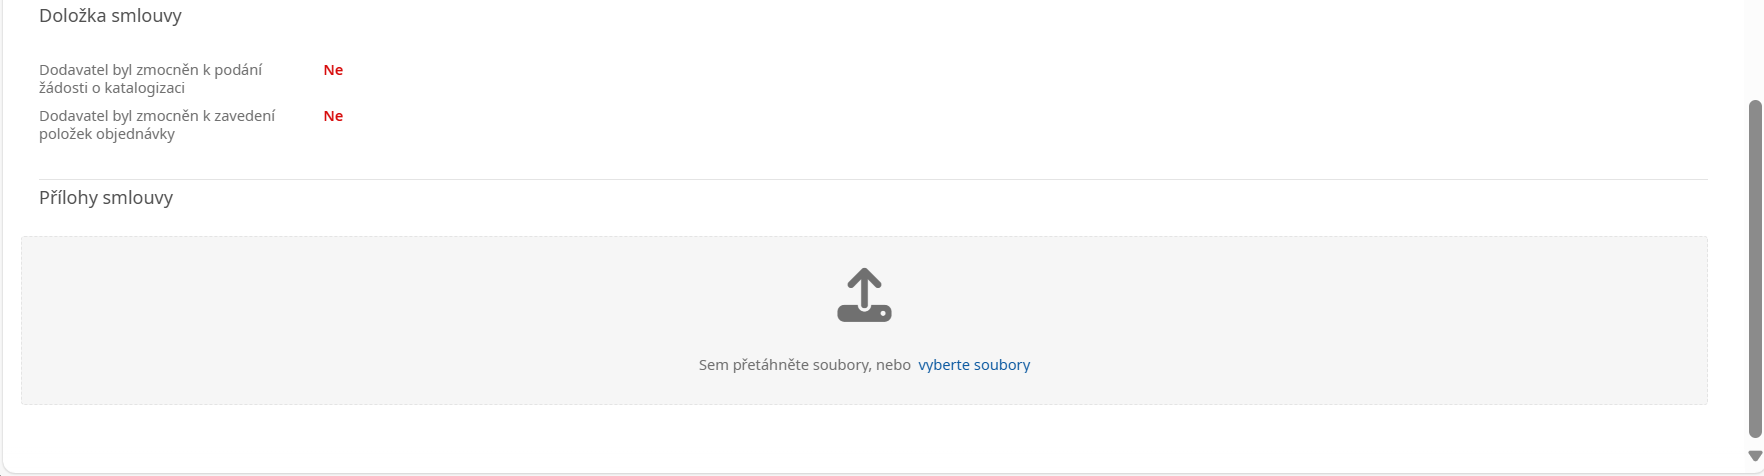 Doložka smlouvy
Dodavatel byl zmocněn k podání
žádosti o katalogizaci
Ne
Dodavatel byl zmocněn k zavedení
položek objednávky
Ne
Přílohy smlouvy
Sem přetáhněte soubory, nebo vyberte soubory